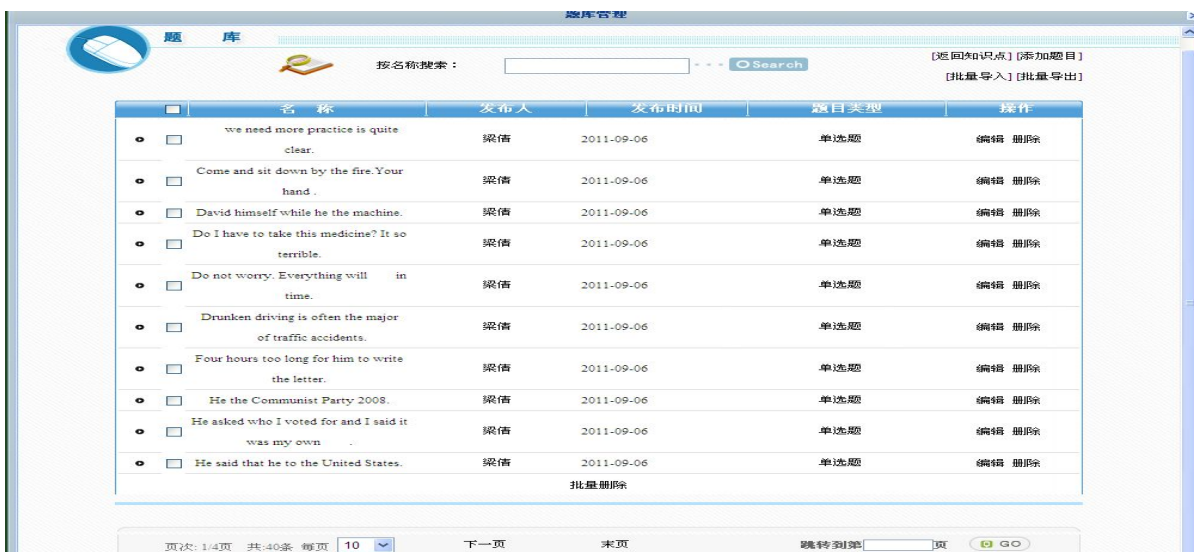 题库管理
题 库
按名称搜索： Search
[返回知识点] [添加题目]
[批量导入] [批量导出]
名 称 发布人 发布时间 题目类型 操作
we need more practice is quite
clear.
梁倩 2011-09-06 单选题 编辑 删除
Come and sit down by the fire.Your
hand .
梁倩 2011-09-06 单选题 编辑 删除
David himself while he the machine. 梁倩 2011-09-06 单选题 编辑 删除
Do I have to take this medicine? It so
terrible.
梁倩 2011-09-06 单选题 编辑 删除
Do not worry. Everything will in
time.
梁倩 2011-09-06 单选题 编辑 删除
Drunken driving is often the major
of traffic accidents.
梁倩 2011-09-06 单选题 编辑 删除
Four hours too long for him to write
the letter.
梁倩 2011-09-06 单选题 编辑 删除
He the Communist Party 2008. 梁倩 2011-09-06 单选题 编辑 删除
He asked who I voted for and I said it
was my own .
梁倩 2011-09-06 单选题 编辑 删除
He said that he to the United States. 梁倩 2011-09-06 单选题 编辑 删除
批量删除
页次: 1/4页 共:40条 每页 10 下一页 末页 跳转到第 页 GO